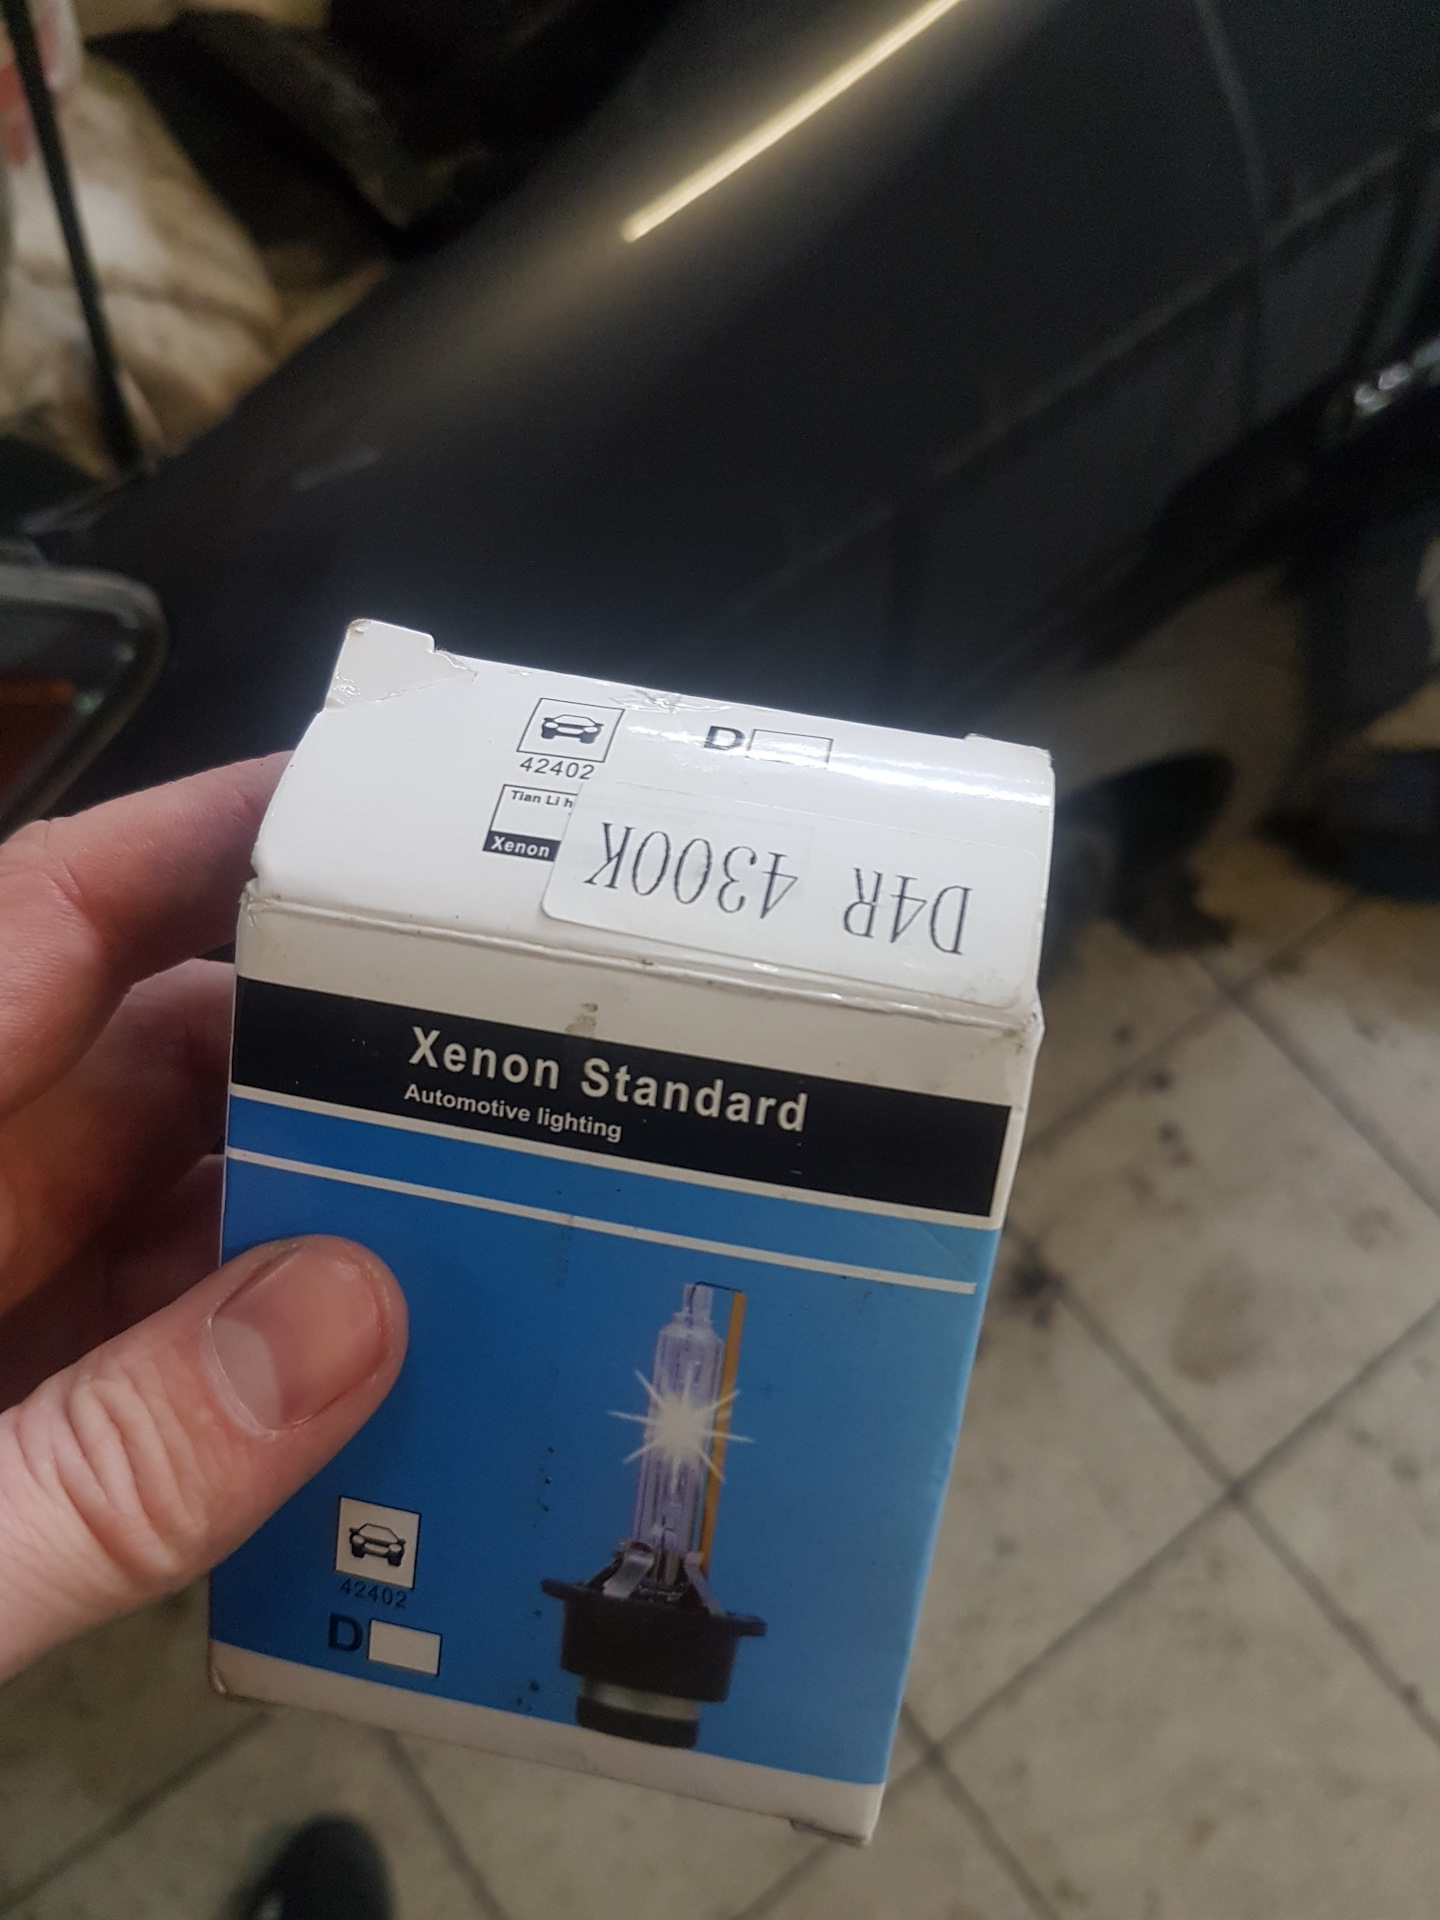 D
42402
Tian Li h
Xenon
D4R 4300K
Xenon Standard
Automotive lighting
42402
D